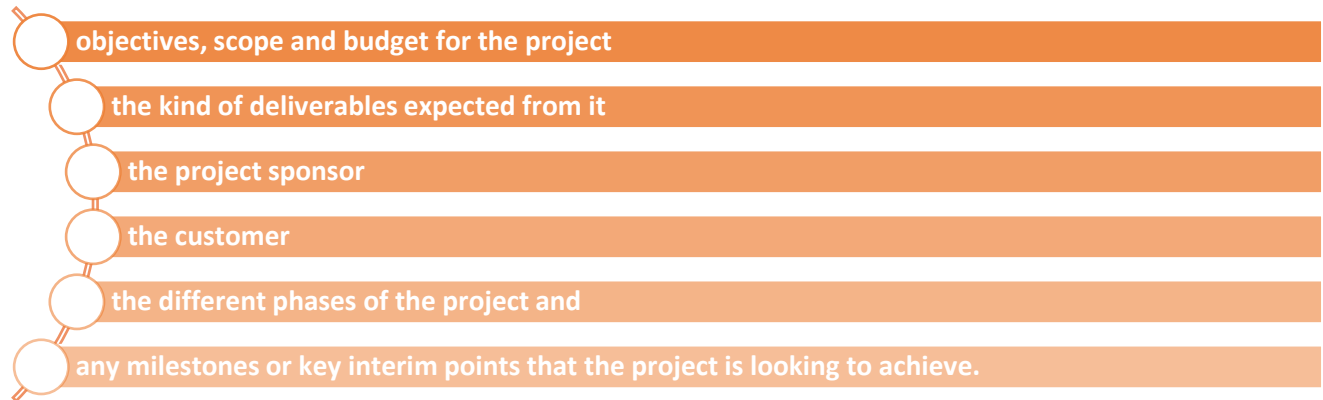 objectives, scope and budget for the project
the kind of deliverables expected from it
the project sponsor
the customer
the different phases of the project and
any milestones or key interim points that the project is looking to achieve.